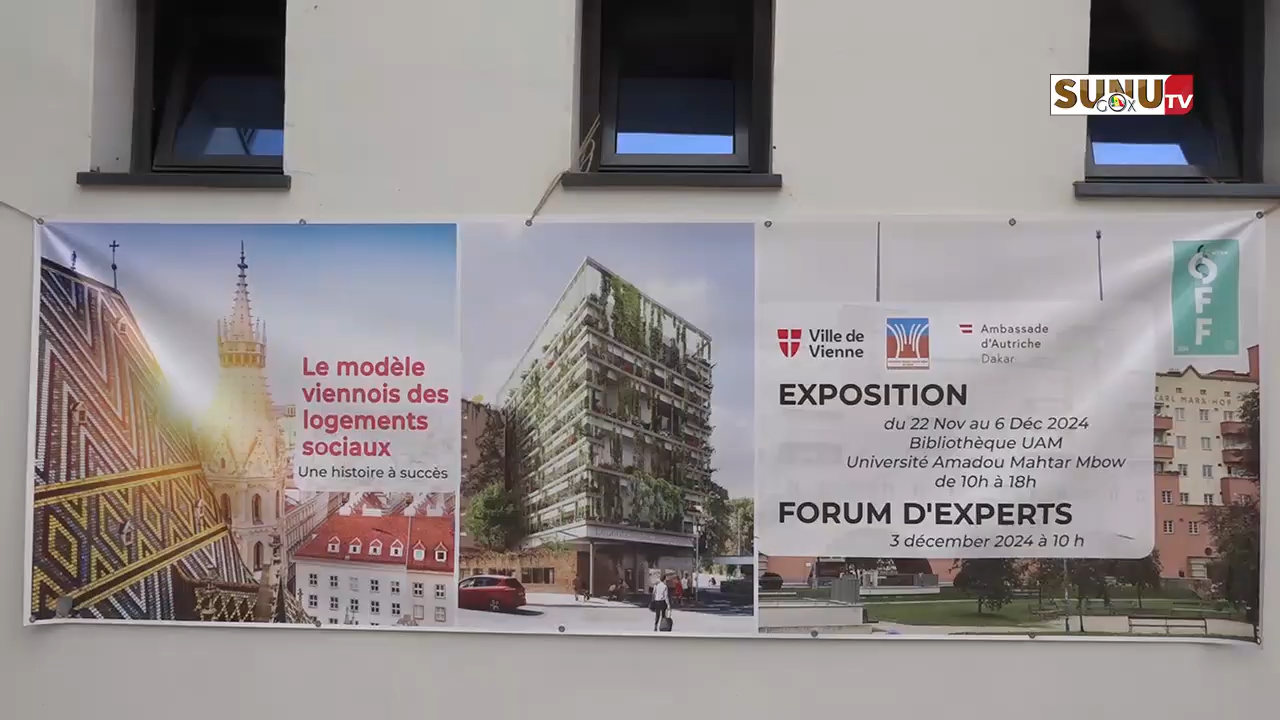 SUNU
GOX
TV
Le modèle
viennois des
logements
sociaux
Une histoire à succès
Ville de
Vienne
Ambassade
d'Autriche
Dakar
EXPOSITION
du 22 Nov au 6 Déc 2024
Bibliothèque UAM
Université Amadou Mahtar Mbow
de 10h à 18h
FORUM D'EXPERTS
3 décembre 2024 à 10 h
OFF
KARL MARX-HOF